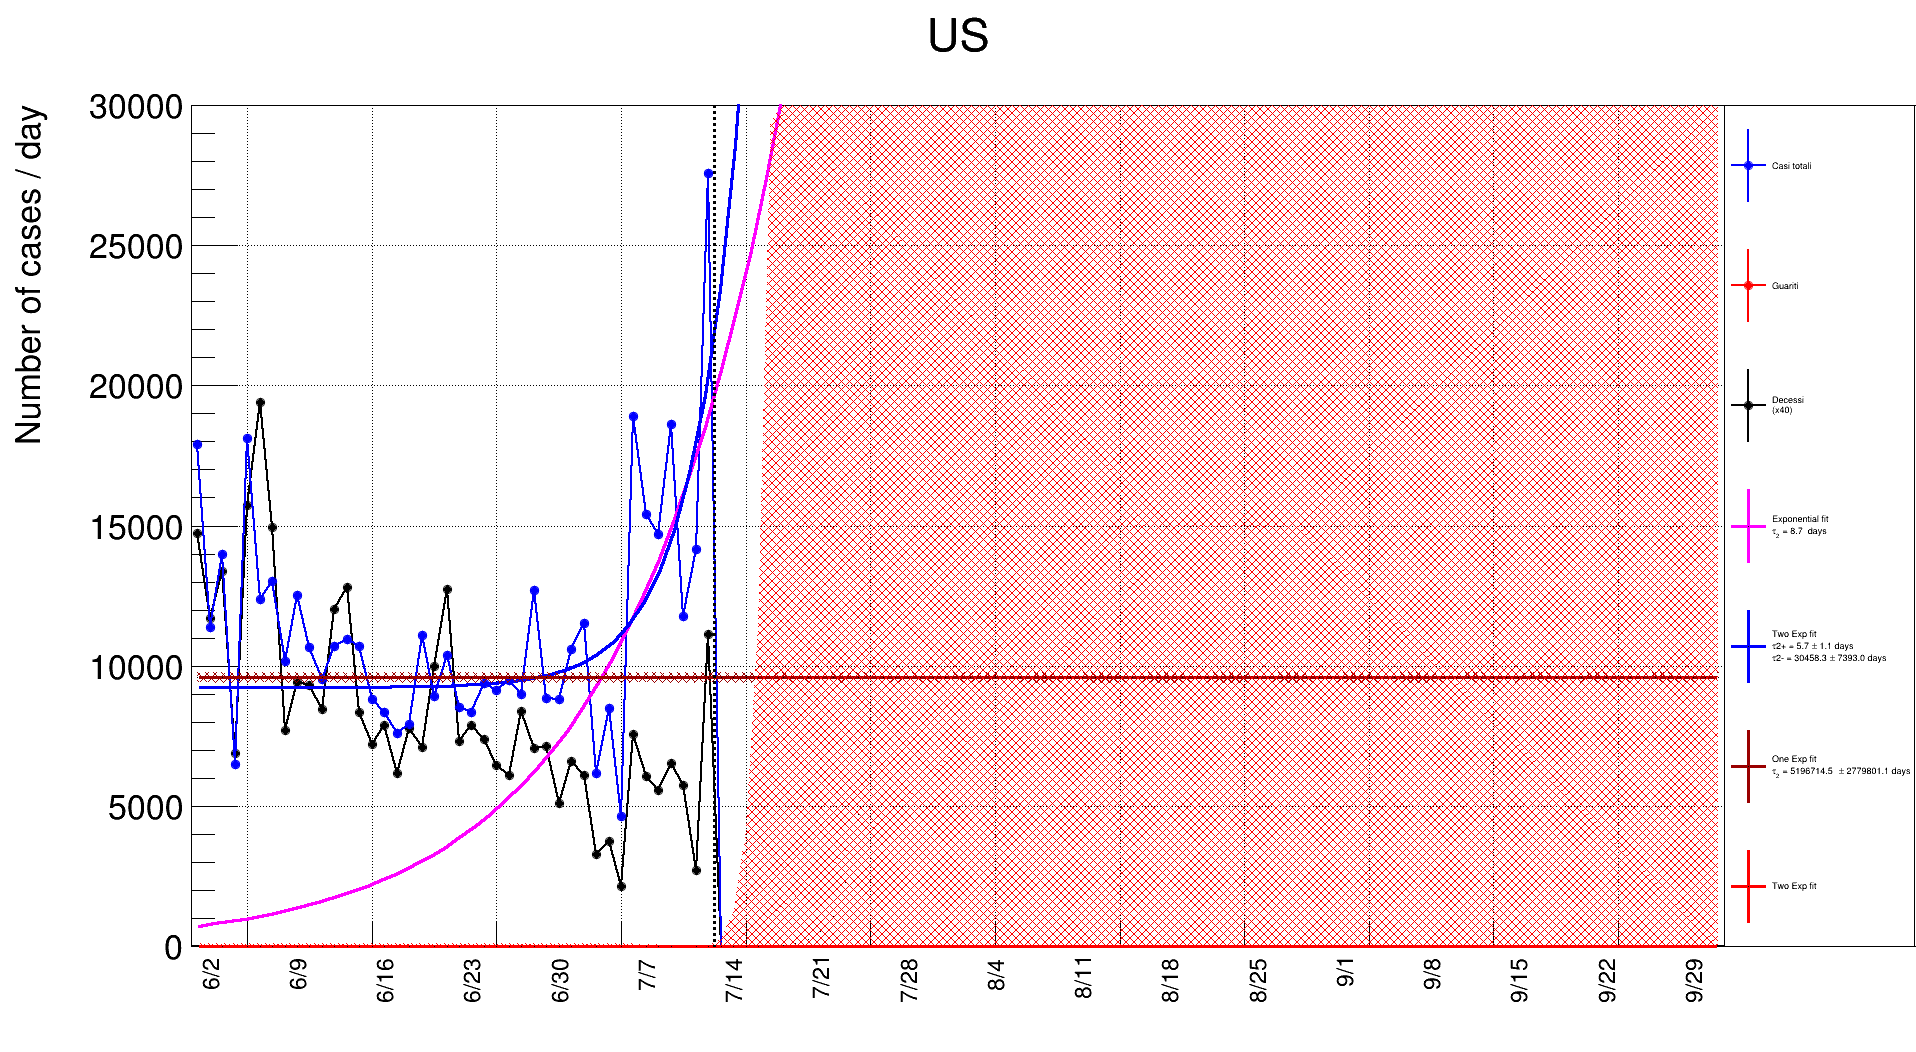 US
Number of cases / day
30000
25000
20000
15000
10000
5000
0
6/2
6/9
6/16
6/23
6/30
7/7
7/14
7/21
7/28
8/4
8/11
8/18
8/25
9/1
9/8
9/15
9/22
9/29
Casi totali
Guariti
Decessi
(x40)
Exponential fit
τ₂ = 8.7 days
Two Exp fit
τ2+ = 5.7 ± 1.1 days
τ2- = 30458.3 ± 7393.0 days
One Exp fit
τ₂ = 5196714.5 ± 2779801.1 days
Two Exp fit